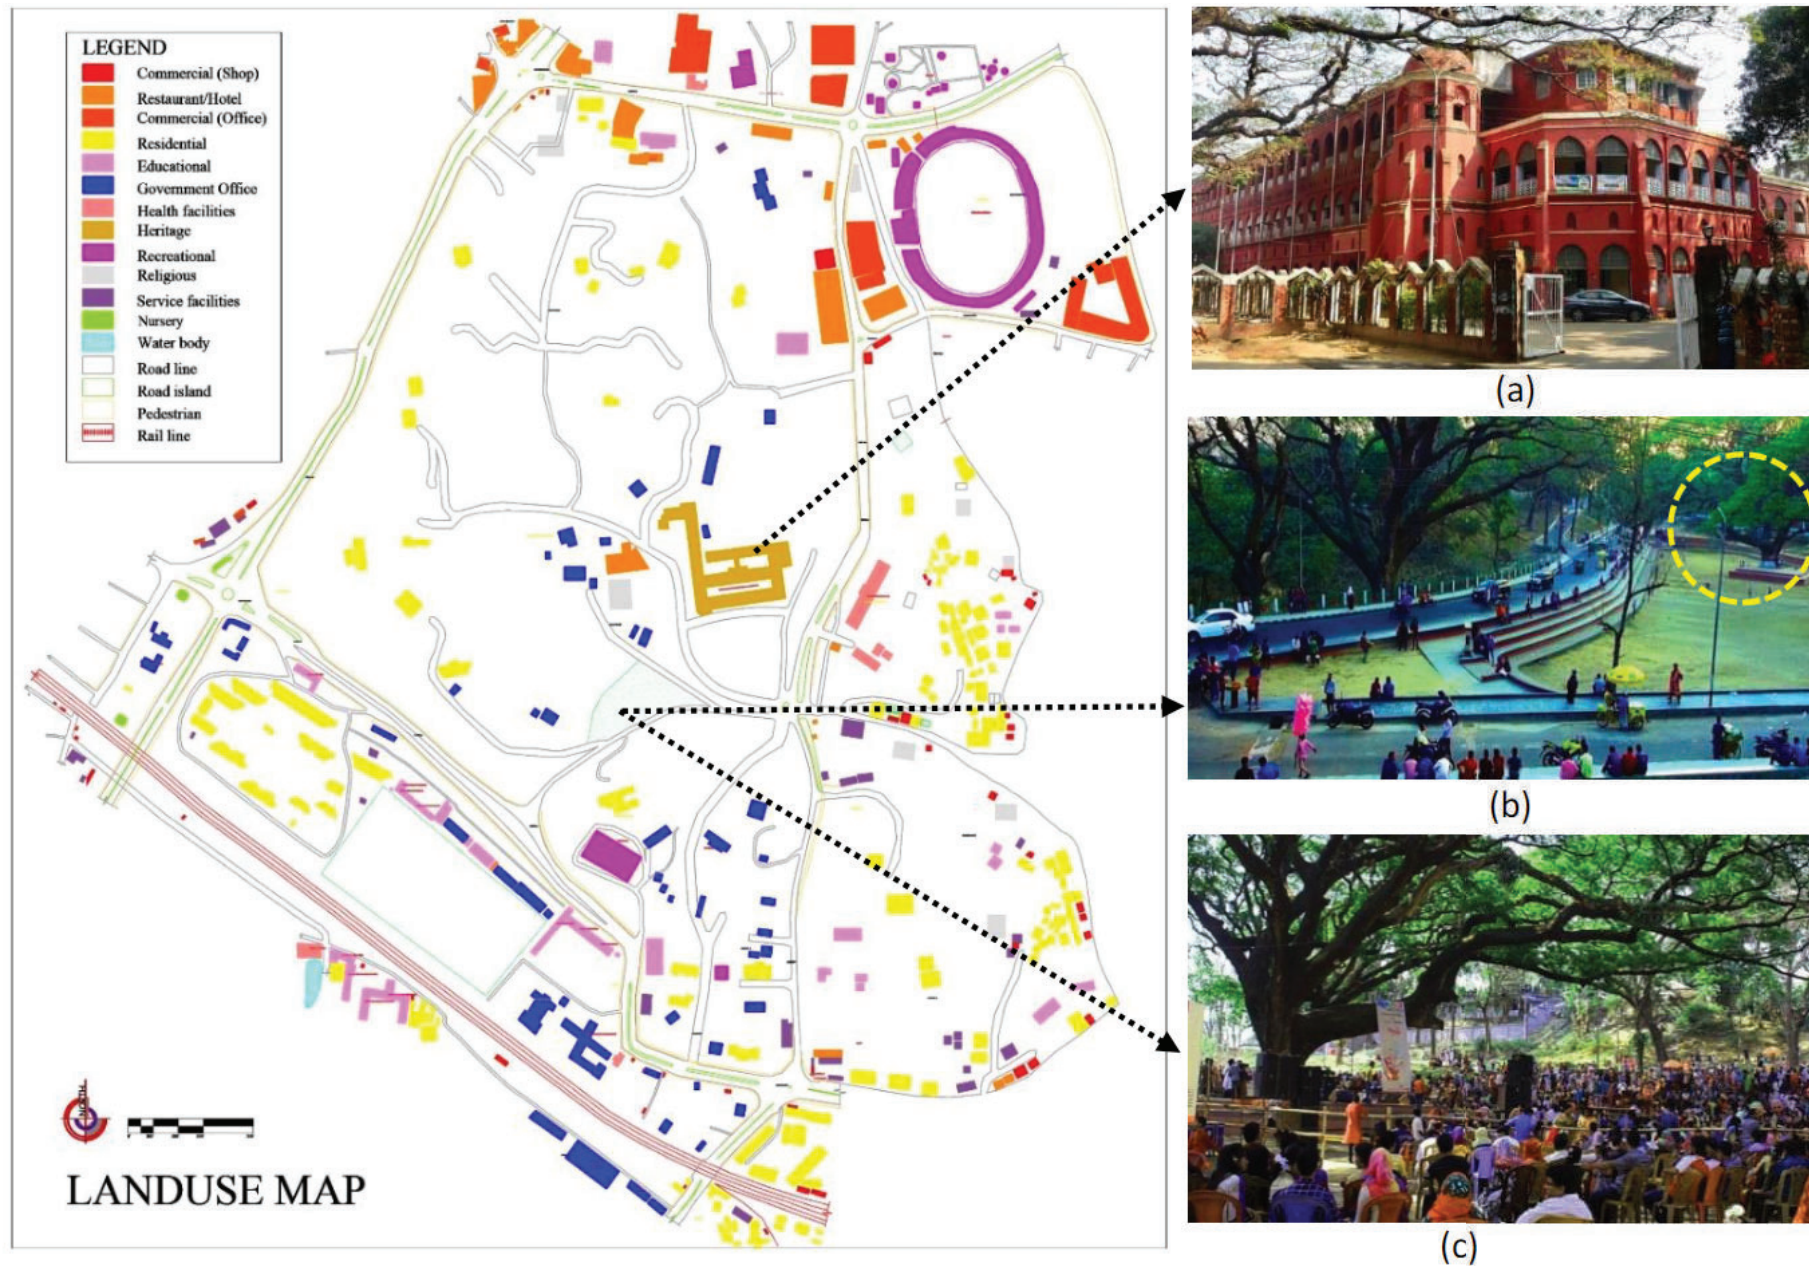 LEGEND
Commercial (Shop)
Restaurant/Hotel
Commercial (Office)
Residential
Educational
Government Office
Health facilities
Heritage
Recreational
Religious
Service facilities
Nursery
Water body
Road line
Road island
Pedestrian
Rail line
LANDUSE MAP
(a)
(b)
(c)